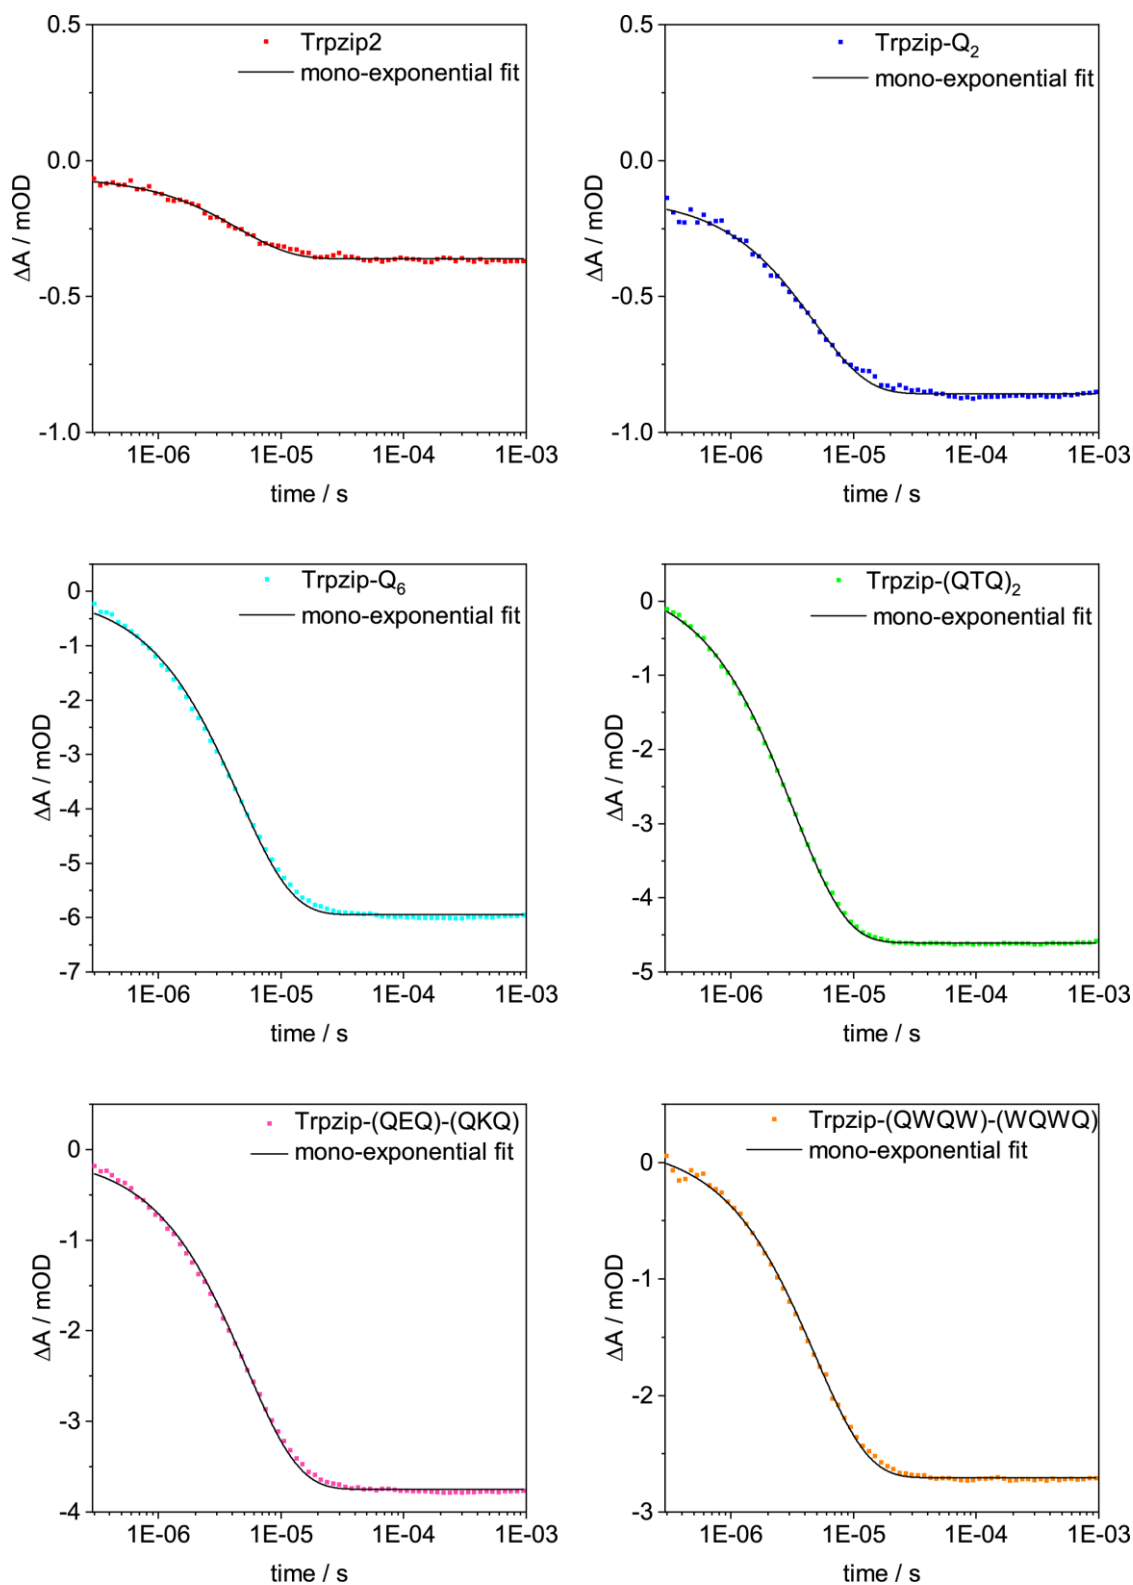 Trpzip2
mono-exponential fit
0.5
0.0
-0.5
-1.0
ΔA / mOD
1E-06 1E-05 1E-04 1E-03
time / s
Trpzip-Q₂
mono-exponential fit
0.5
0.0
-0.5
-1.0
ΔA / mOD
1E-06 1E-05 1E-04 1E-03
time / s
Trpzip-Q₆
mono-exponential fit
0
-1
-2
-3
-4
-5
-6
-7
ΔA / mOD
1E-06 1E-05 1E-04 1E-03
time / s
Trpzip-(QTQ)₂
mono-exponential fit
0
-1
-2
-3
-4
-5
ΔA / mOD
1E-06 1E-05 1E-04 1E-03
time / s
Trpzip-(QEQ)-(QKQ)
mono-exponential fit
0
-1
-2
-3
-4
ΔA / mOD
1E-06 1E-05 1E-04 1E-03
time / s
Trpzip-(QWQW)-(WQWQ)
mono-exponential fit
0
-1
-2
-3
ΔA / mOD
1E-06 1E-05 1E-04 1E-03
time / s